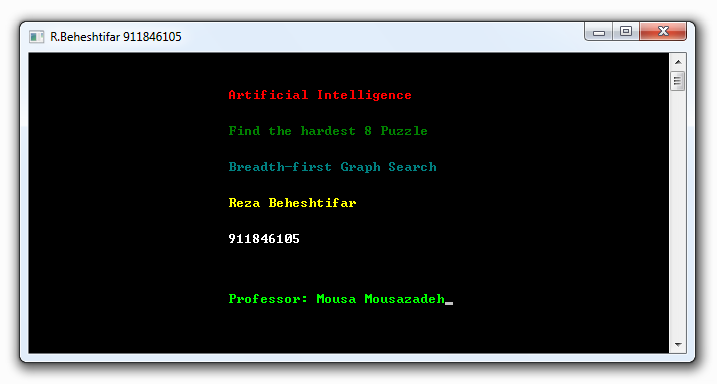 R.Beheshtifar 911846105
Artificial Intelligence
Find the hardest 8 Puzzle
Breadth-first Graph Search
Reza Beheshtifar
911846105
Professor: Mousa Mousazadeh